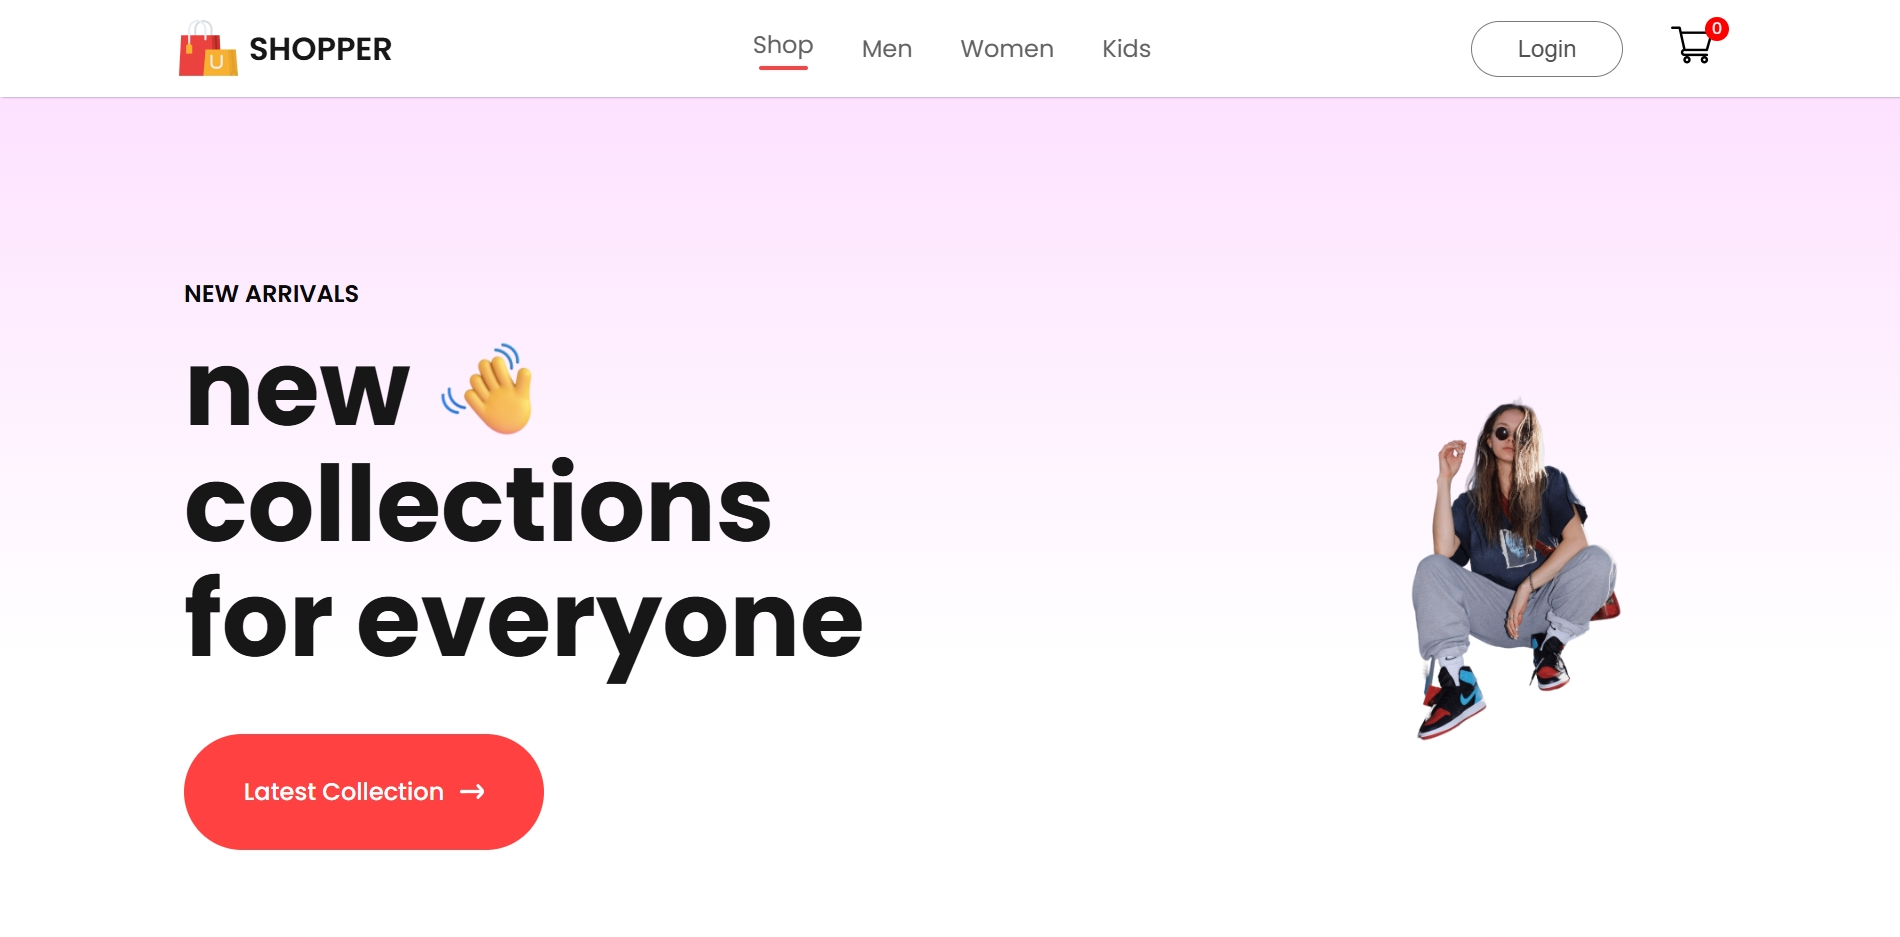 SHOPPER
Shop
Men
Women
Kids
Login
0
NEW ARRIVALS
new
collections
for everyone
Latest Collection